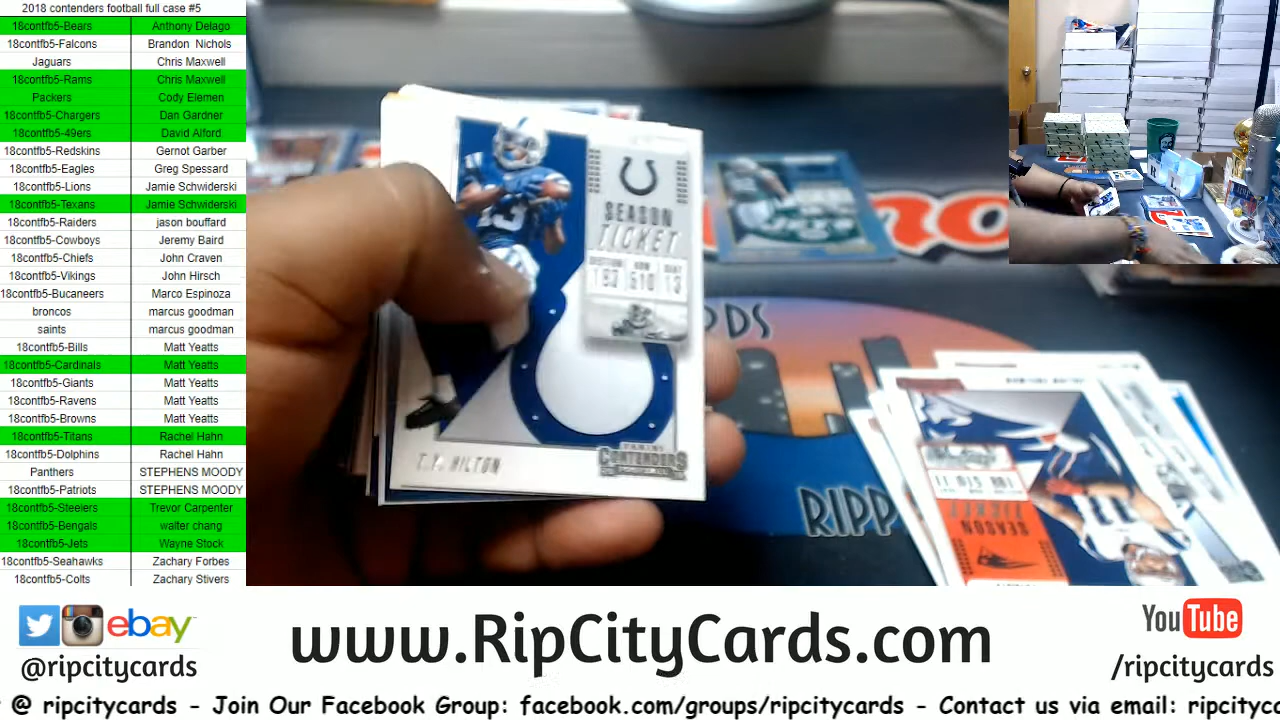 2018 contenders football full case #5
18contfb5-Bears Anthony Delago
18contfb5-Falcons Brandon Nichols
Jaguars Chris Maxwell
18contfb5-Rams Chris Maxwell
Packers Cody Elemen
18contfb5-Chargers Dan Gardner
18contfb5-49ers David Alford
18contfb5-Redskins Gernot Garber
18contfb5-Eagles Greg Spessard
18contfb5-Lions Jamie Schwiderski
18contfb5-Texans Jamie Schwiderski
18contfb5-Raiders jason bouffard
18contfb5-Cowboys Jeremy Baird
18contfb5-Chiefs John Craven
18contfb5-Vikings John Hirsch
18contfb5-Bucaneers Marco Espinoza
broncos marcus goodman
saints marcus goodman
18contfb5-Bills Matt Yeatts
18contfb5-Cardinals Matt Yeatts
18contfb5-Giants Matt Yeatts
18contfb5-Ravens Matt Yeatts
18contfb5-Browns Matt Yeatts
18contfb5-Titans Rachel Hahn
18contfb5-Dolphins Rachel Hahn
Panthers STEPHENS MOODY
18contfb5-Patriots STEPHENS MOODY
18contfb5-Steelers Trevor Carpenter
18contfb5-Bengals walter chang
18contfb5-Jets Wayne Stock
18contfb5-Seahawks Zachary Forbes
18contfb5-Colts Zachary Stivers
SEASON
TICKET
T.Y. HILTON
PANINI
CONTENDERS
RIPP
SEASON
TICKET
ebay
@ripcitycards
www.RipCityCards.com
YouTube
/ripcitycards
@ ripcitycards - Join Our Facebook Group: facebook.com/groups/ripcitycards - Contact us via email: ripcityc